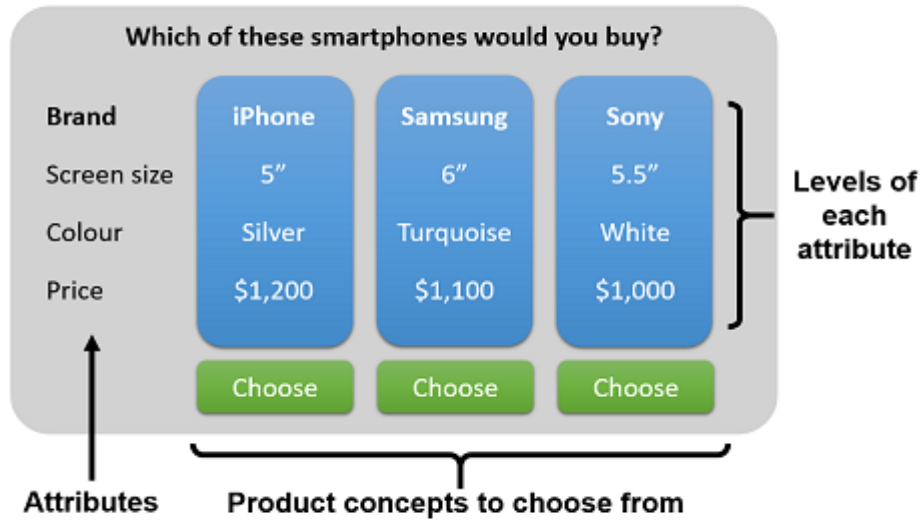 Which of these smartphones would you buy?
Brand iPhone Samsung Sony
Screen size 5” 6” 5.5”
Colour Silver Turquoise White
Price $1,200 $1,100 $1,000
Choose Choose Choose
Levels of
each
attribute
Attributes
Product concepts to choose from